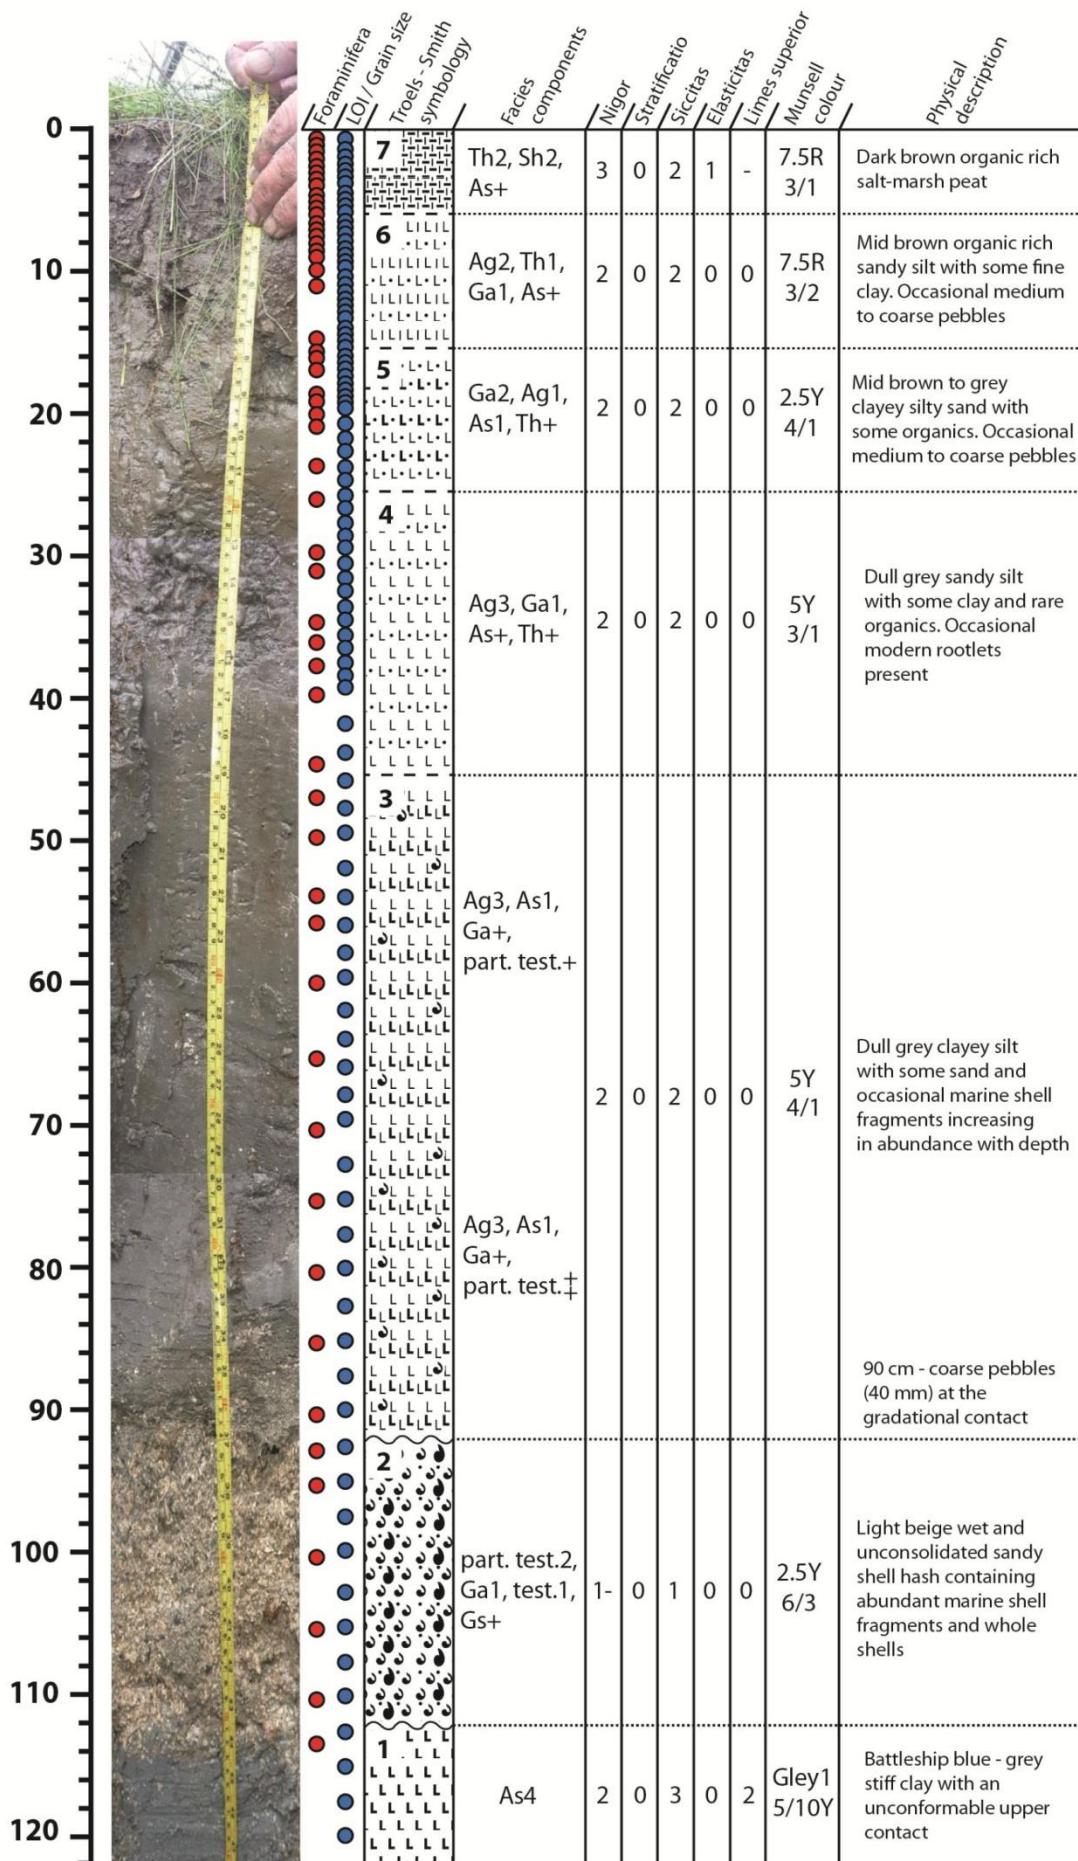 Foraminifera
LOI / Grain size
Troels - Smith
symbology
Facies
components
Nigor
Stratificatio
Siccitas
Elasticitas
Limes superior
Munsell
colour
Physical
description
0
10
20
30
40
50
60
70
80
90
100
110
120
7
Th2, Sh2,
As+
3 0 2 1 -
7.5R
3/1
Dark brown organic rich
salt-marsh peat
6
Ag2, Th1,
Ga1, As+
2 0 2 0 0
7.5R
3/2
Mid brown organic rich
sandy silt with some fine
clay. Occasional medium
to coarse pebbles
5
Ga2, Ag1,
As1, Th+
2 0 2 0 0
2.5Y
4/1
Mid brown to grey
clayey silty sand with
some organics. Occasional
medium to coarse pebbles
4
Ag3, Ga1,
As+, Th+
2 0 2 0 0
5Y
3/1
Dull grey sandy silt
with some clay and rare
organics. Occasional
modern rootlets
present
3
Ag3, As1,
Ga+,
part. test.+
Ag3, As1,
Ga+,
part. test.‡
2 0 2 0 0
5Y
4/1
Dull grey clayey silt
with some sand and
occasional marine shell
fragments increasing
in abundance with depth
90 cm - coarse pebbles
(40 mm) at the
gradational contact
2
part. test.2,
Ga1, test.1,
Gs+
1- 0 1 0 0
2.5Y
6/3
Light beige wet and
unconsolidated sandy
shell hash containing
abundant marine shell
fragments and whole
shells
1
As4
2 0 3 0 2
Gley1
5/10Y
Battleship blue - grey
stiff clay with an
unconformable upper
contact